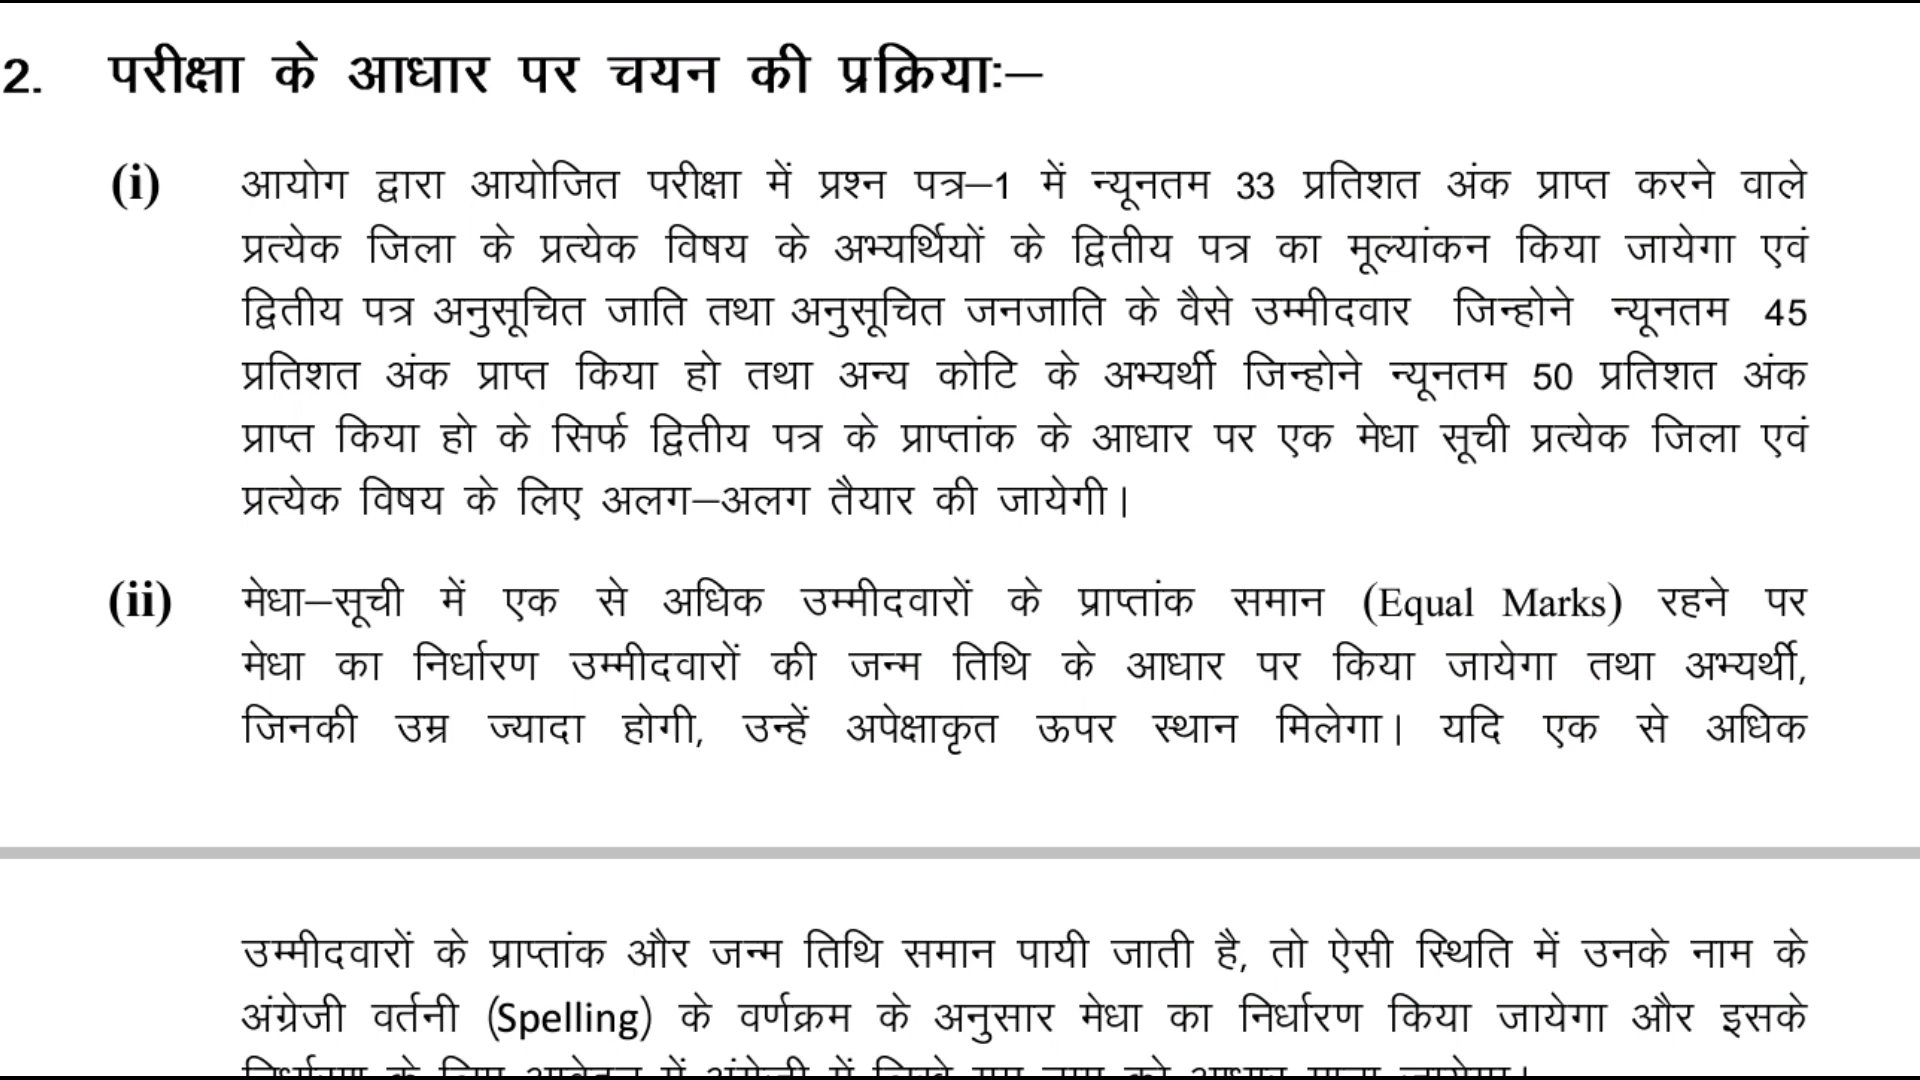 2. परीक्षा के आधार पर चयन की प्रक्रियाः–
(i) आयोग द्वारा आयोजित परीक्षा में प्रश्न पत्र–1 में न्यूनतम 33 प्रतिशत अंक प्राप्त करने वाले
प्रत्येक जिला के प्रत्येक विषय के अभ्यर्थियों के द्वितीय पत्र का मूल्यांकन किया जायेगा एवं
द्वितीय पत्र अनुसूचित जाति तथा अनुसूचित जनजाति के वैसे उम्मीदवार जिन्होने न्यूनतम 45
प्रतिशत अंक प्राप्त किया हो तथा अन्य कोटि के अभ्यर्थी जिन्होने न्यूनतम 50 प्रतिशत अंक
प्राप्त किया हो के सिर्फ द्वितीय पत्र के प्राप्तांक के आधार पर एक मेधा सूची प्रत्येक जिला एवं
प्रत्येक विषय के लिए अलग–अलग तैयार की जायेगी।
(ii) मेधा–सूची में एक से अधिक उम्मीदवारों के प्राप्तांक समान (Equal Marks) रहने पर
मेधा का निर्धारण उम्मीदवारों की जन्म तिथि के आधार पर किया जायेगा तथा अभ्यर्थी,
जिनकी उम्र ज्यादा होगी, उन्हें अपेक्षाकृत ऊपर स्थान मिलेगा। यदि एक से अधिक
उम्मीदवारों के प्राप्तांक और जन्म तिथि समान पायी जाती है, तो ऐसी स्थिति में उनके नाम के
अंग्रेजी वर्तनी (Spelling) के वर्णक्रम के अनुसार मेधा का निर्धारण किया जायेगा और इसके
निर्धारण के लिए आवेदन में अंग्रेजी में लिखे गए नाम को आधार माना जायेगा।